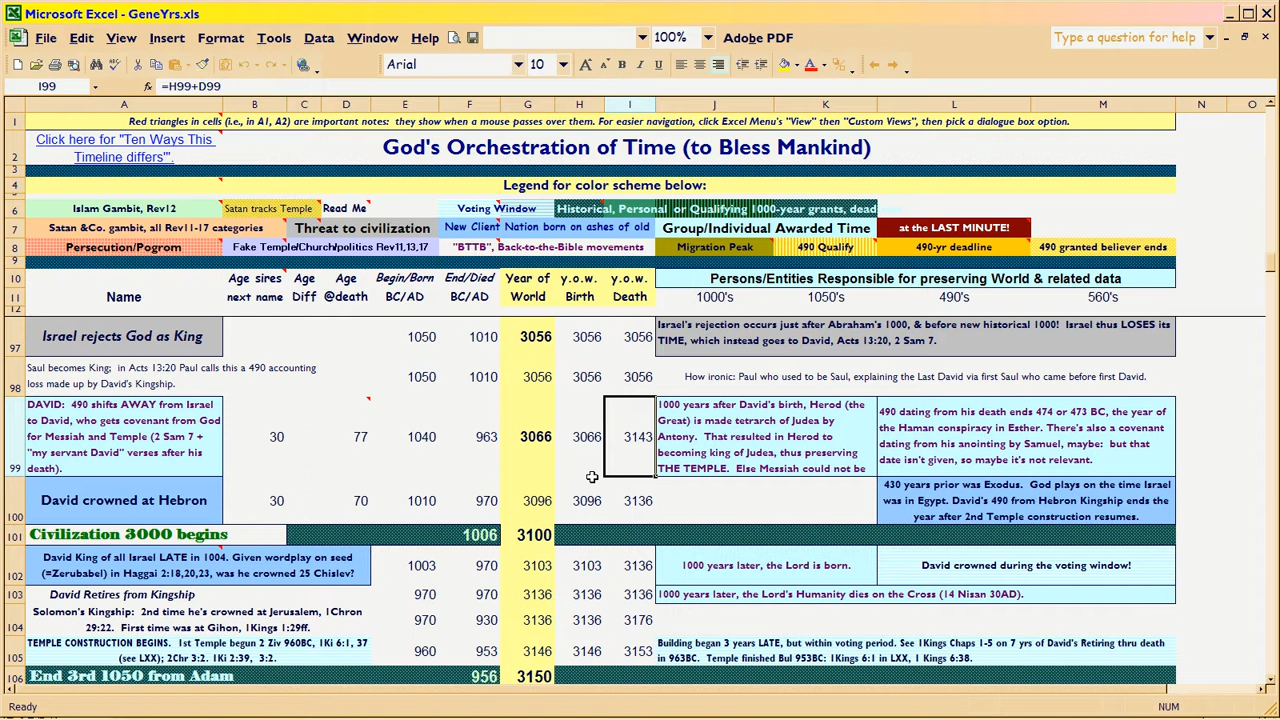 Microsoft Excel - GeneYrs.xls
File Edit View Insert Format Tools Data Window Help 100% Adobe PDF Type a question for help
Arial 10 B I U
I99 fx =H99+D99
A B C D E F G H I J K L M N O
1 Red triangles in cells (i.e., in A1, A2) are important notes: they show when a mouse passes over them. For easier navigation, click Excel Menu's "View" then "Custom Views", then pick a dialogue box option.
Click here for "Ten Ways This
2 Timeline differs'". God's Orchestration of Time (to Bless Mankind)
3
4 Legend for color scheme below:
6 Islam Gambit, Rev12 Satan tracks Temple Read Me Voting Window Historical, Personal or Qualifying 1000-year grants, dead
7 Satan&Co. gambit, all Rev11-17 categories Threat to civilization New Client Nation born on ashes of old Group/Individual Awarded Time at the LAST MINUTE!
8 Persecution/Pogrom Fake Temple/Church/politics Rev11,13,17 "BTTB", Back-to-the-Bible movements Migration Peak 490 Qualify 490-yr deadline 490 granted believer ends
9
10 Age sires Age Age Begin/Born End/Died Year of y.o.w. y.o.w. Persons/Entities Responsible for preserving World & related data
11 Name next name Diff @death BC/AD BC/AD World Birth Death 1000's 1050's 490's 560's
12
97 Israel rejects God as King 1050 1010 3056 3056 3056 Israel's rejection occurs just after Abraham's 1000, & before new historical 1000! Israel thus LOSES its
TIME, which instead goes to David, Acts 13:20, 2 Sam 7.
98 Saul becomes King; in Acts 13:20 Paul calls this a 490 accounting
loss made up by David's Kingship. 1050 1010 3056 3056 3056 How ironic: Paul who used to be Saul, explaining the Last David via first Saul who came before first David.
99 DAVID: 490 shifts AWAY from Israel
to David, who gets covenant from God
for Messiah and Temple (2 Sam 7 +
"my servant David" verses after his
death). 30 77 1040 963 3066 3066 3143
1000 years after David's birth, Herod (the
Great) is made tetrarch of Judea by
Antony. That resulted in Herod to
becoming king of Judea, thus preserving
THE TEMPLE. Else Messiah could not be
490 dating from his death ends 474 or 473 BC, the year of
the Haman conspiracy in Esther. There's also a covenant
dating from his anointing by Samuel, maybe: but that
date isn't given, so maybe it's not relevant.
100 David crowned at Hebron 30 70 1010 970 3096 3096 3136
430 years prior was Exodus. God plays on the time Israel
was in Egypt. David's 490 from Hebron Kingship ends the
year after 2nd Temple construction resumes.
101 Civilization 3000 begins 1006 3100
102 David King of all Israel LATE in 1004. Given wordplay on seed
(=Zerubabel) in Haggai 2:18,20,23, was he crowned 25 Chislev? 1003 970 3103 3103 3136 1000 years later, the Lord is born. David crowned during the voting window!
103 David Retires from Kingship 970 970 3136 3136 3136 1000 years later, the Lord's Humanity dies on the Cross (14 Nisan 30AD).
104 Solomon's Kingship: 2nd time he's crowned at Jerusalem, 1Chron
29:22. First time was at Gihon, 1Kings 1:29ff. 970 930 3136 3136 3176
105 TEMPLE CONSTRUCTION BEGINS. 1st Temple begun 2 Ziv 960BC, 1Ki 6:1, 37
(see LXX); 2Chr 3:2. 1Ki 2:39, 3:2. 960 953 3146 3146 3153 Building began 3 years LATE, but within voting period. See 1Kings Chaps 1-5 on 7 yrs of David's Retiring thru death
in 963BC. Temple finished Bul 953BC: 1Kings 6:1 in LXX, 1 Kings 6:38.
106 End 3rd 1050 from Adam 956 3150
Ready NUM